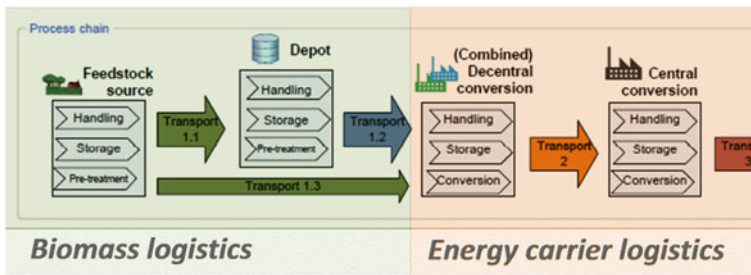 Process chain
Feedstock
source
Handling
Storage
Pre-treatment
Transport
1.1
Depot
Handling
Storage
Pre-treatment
Transport
1.2
Transport 1.3
(Combined)
Decentral
conversion
Handling
Storage
Conversion
Transport
2
Central
conversion
Handling
Storage
Conversion
Trans
3
Biomass logistics
Energy carrier logistics